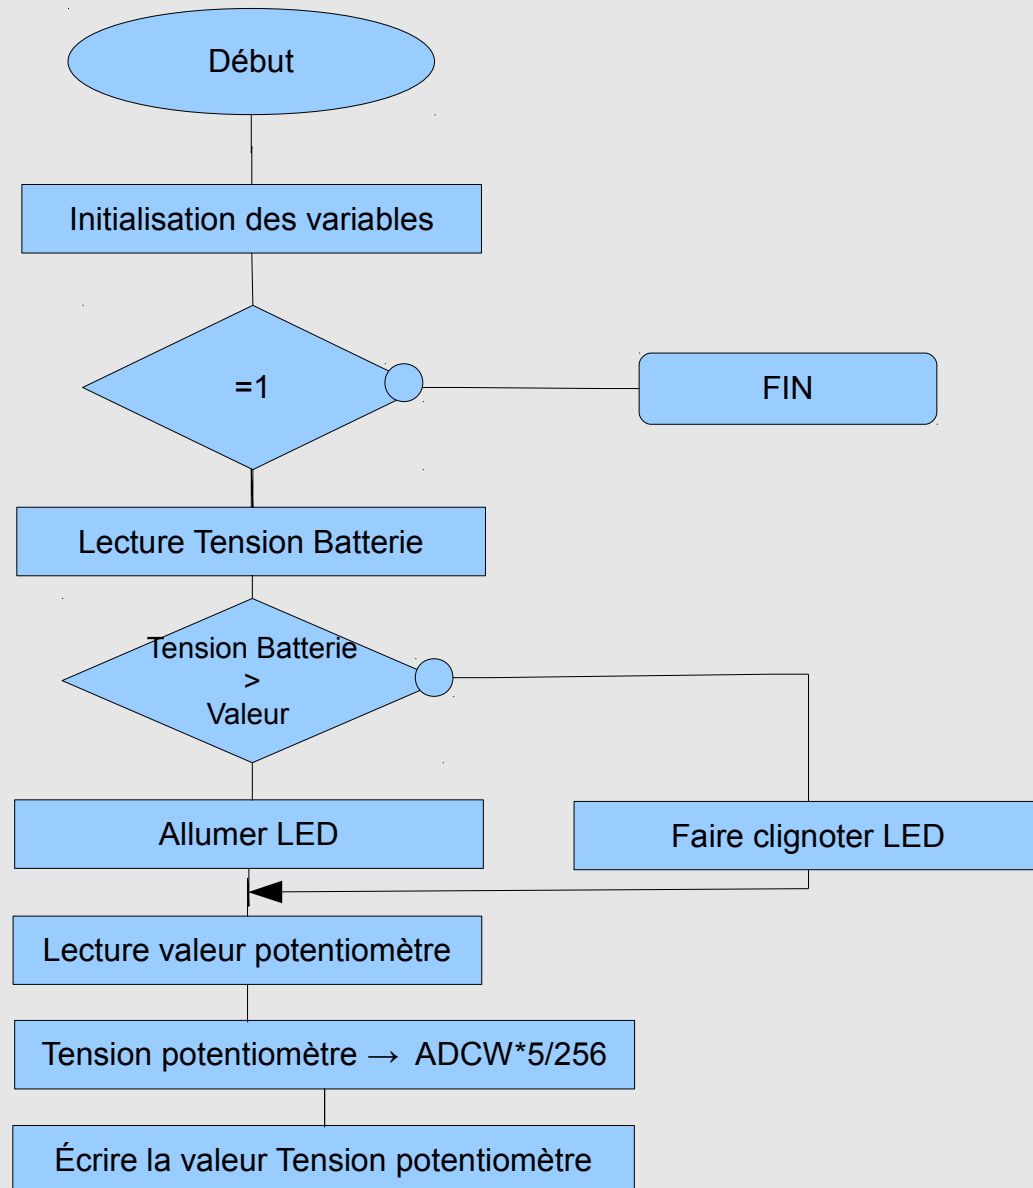 Début
Initialisation des variables
=1
FIN
Lecture Tension Batterie
Tension Batterie
>
Valeur
Allumer LED
Faire clignoter LED
Lecture valeur potentiomètre
Tension potentiomètre → ADCW*5/256
Écrire la valeur Tension potentiomètre